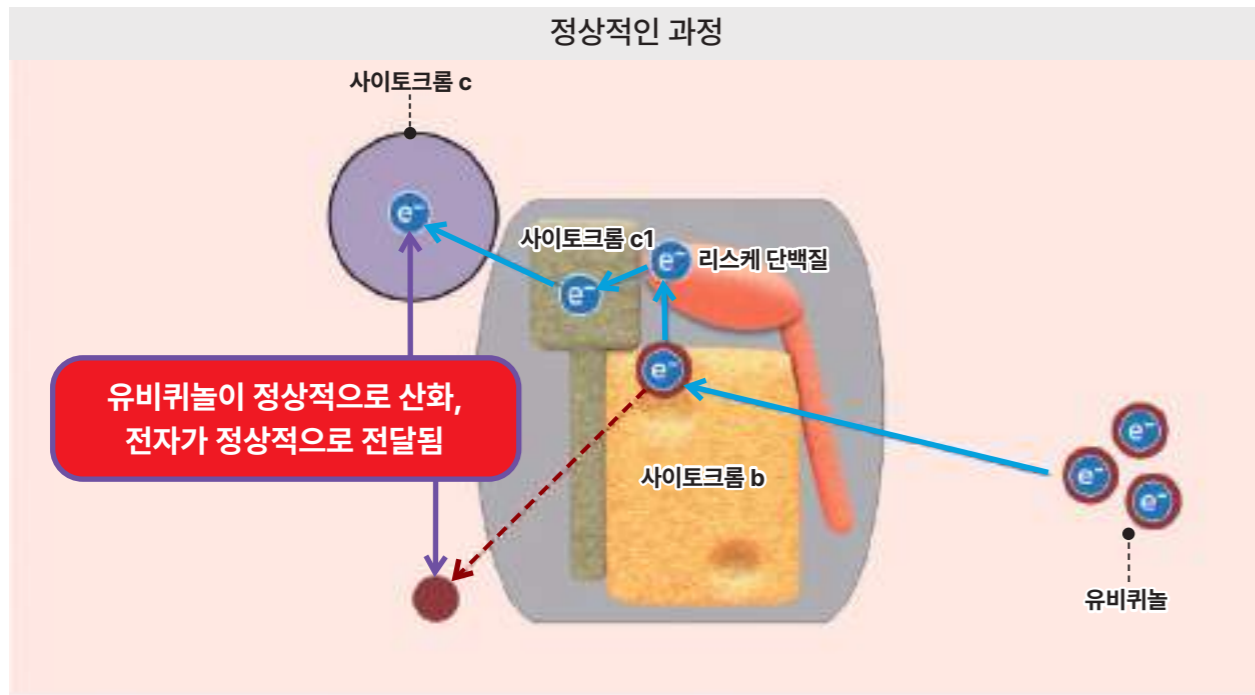 정상적인 과정
사이토크롬 c
e⁻
사이토크롬 c1
e⁻
리스케 단백질
e⁻
e⁻
유비퀴놀이 정상적으로 산화,
전자가 정상적으로 전달됨
사이토크롬 b
e⁻
e⁻
e⁻
유비퀴놀